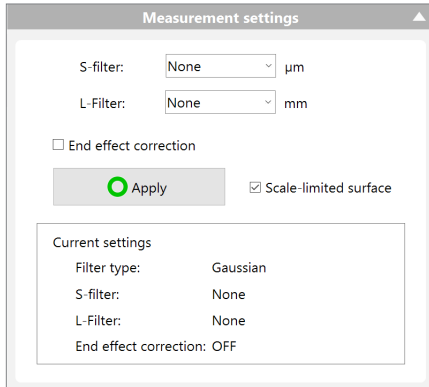 Measurement settings
S-filter: None µm
L-Filter: None mm
End effect correction
Apply Scale-limited surface
Current settings
Filter type: Gaussian
S-filter: None
L-Filter: None
End effect correction: OFF